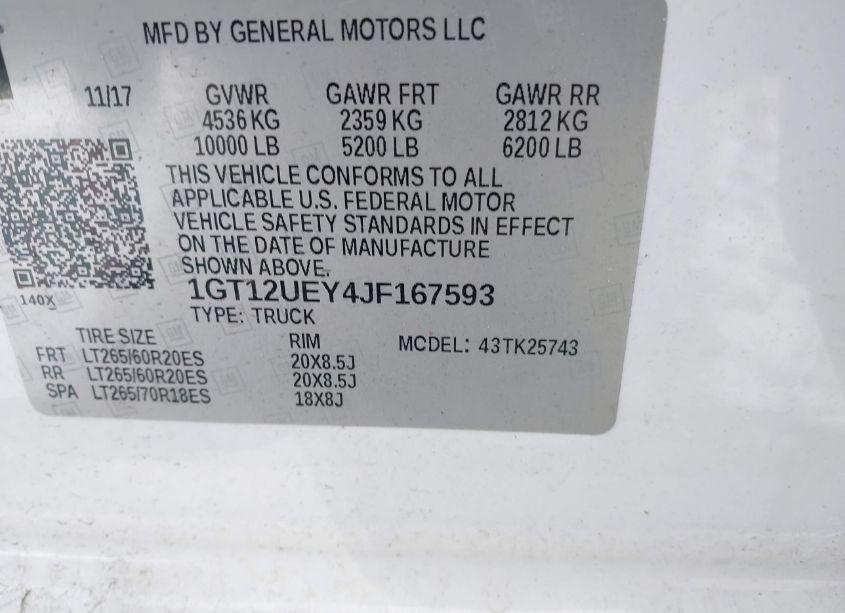 MFD BY GENERAL MOTORS LLC
11/17 GVWR GAWR FRT GAWR RR
4536 KG 2359 KG 2812 KG
10000 LB 5200 LB 6200 LB
THIS VEHICLE CONFORMS TO ALL
APPLICABLE U.S. FEDERAL MOTOR
VEHICLE SAFETY STANDARDS IN EFFECT
ON THE DATE OF MANUFACTURE
SHOWN ABOVE.
140X
1GT12UEY4JF167593
TYPE: TRUCK
TIRE SIZE RIM MCDEL: 43TK25743
FRT LT265/60R20ES 20X8.5J
RR LT265/60R20ES 20X8.5J
SPA LT265/70R18ES 18X8J